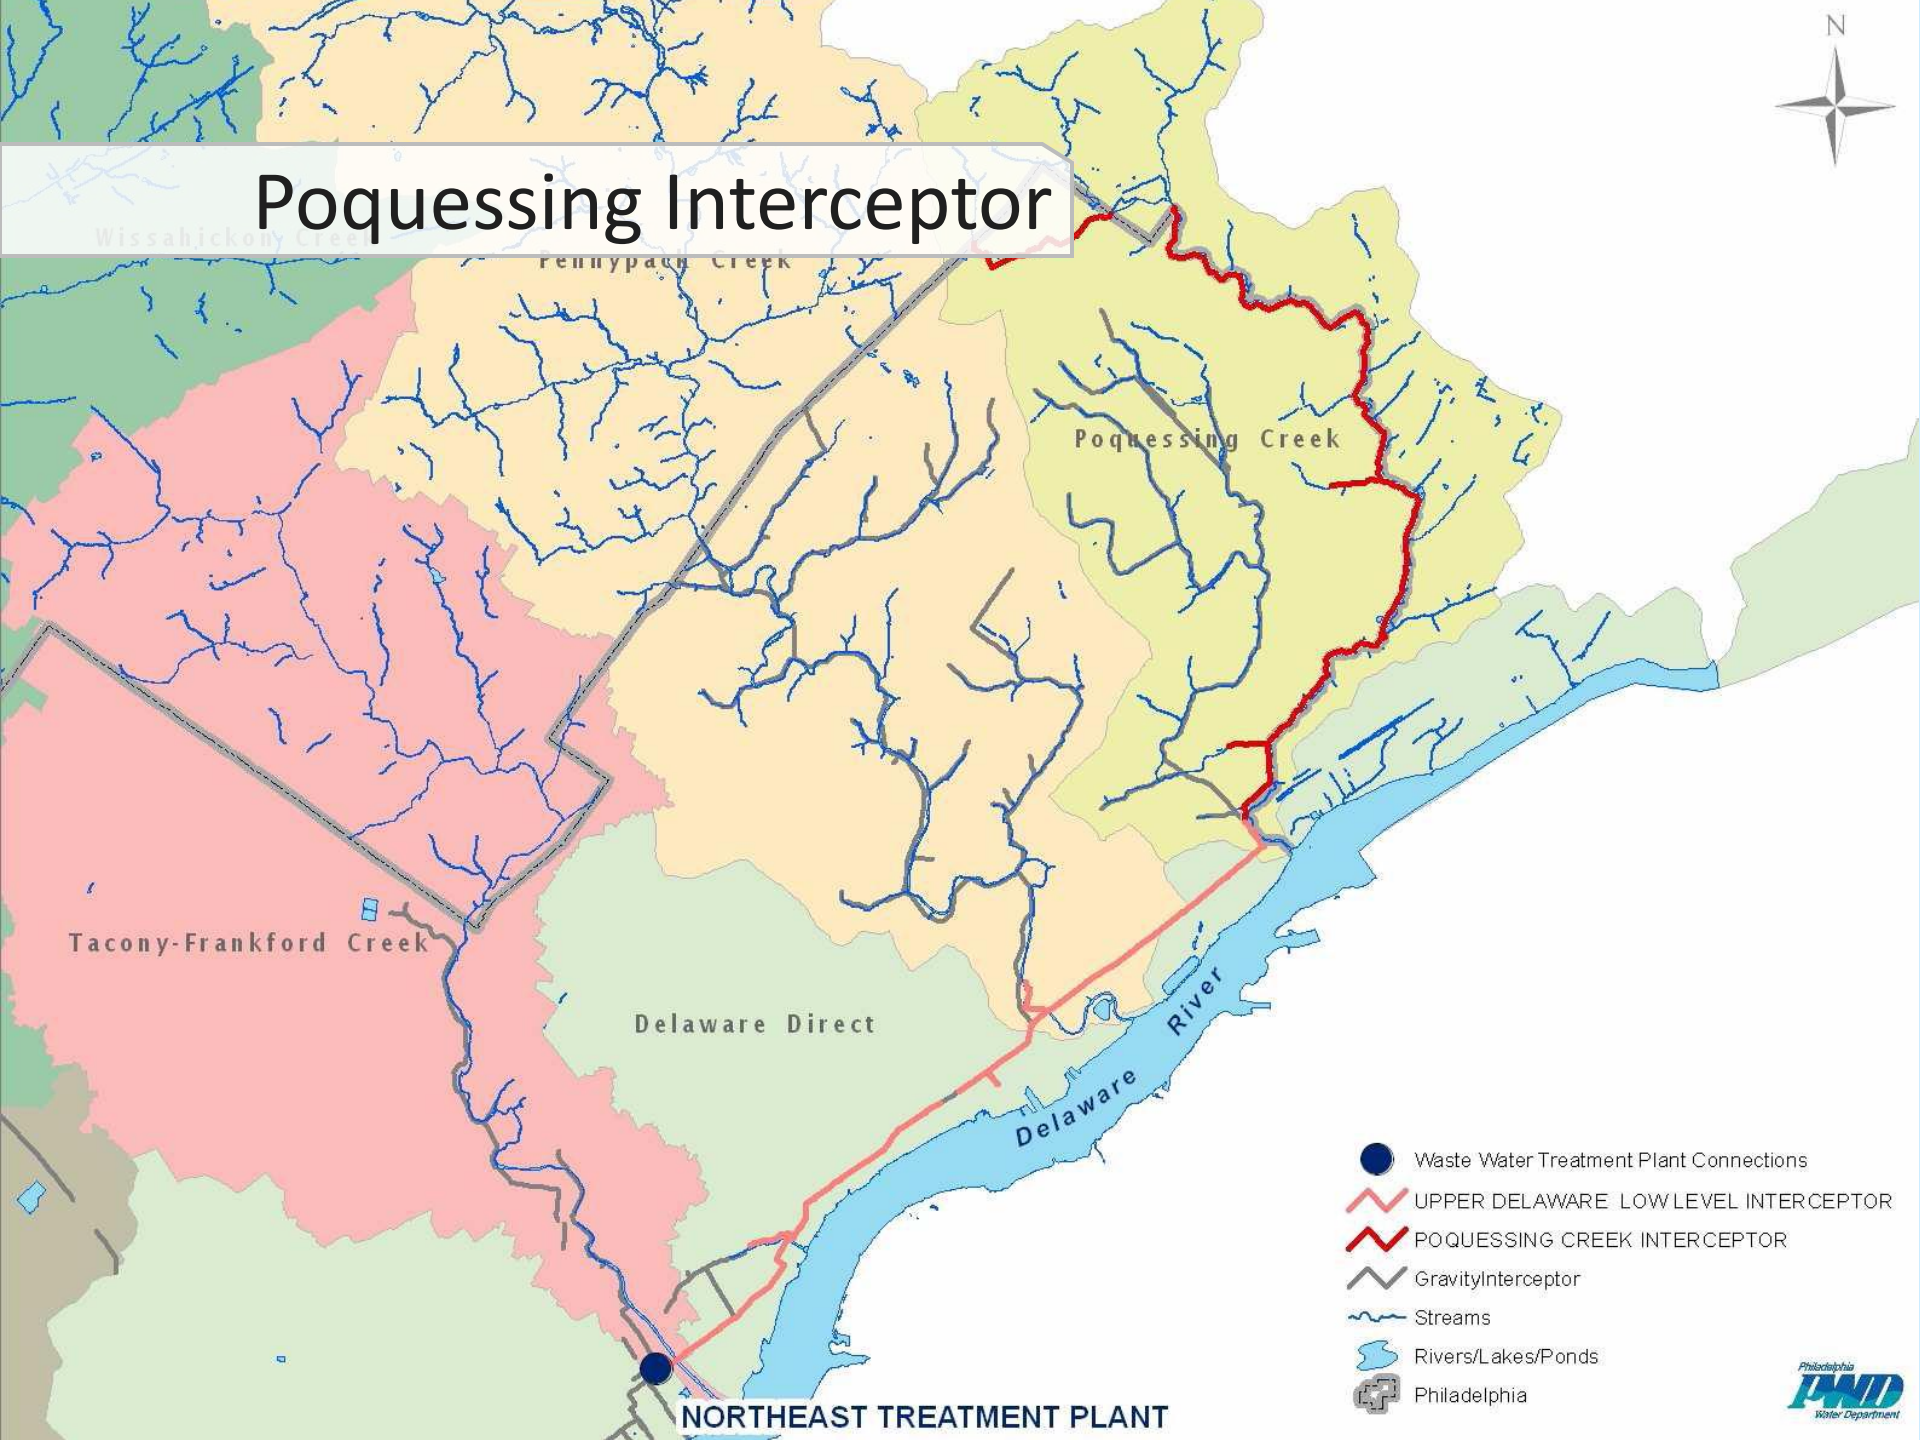 N
Poquessing Interceptor
Wissahickon Creek
Pennypack Creek
Poquessing Creek
Tacony-Frankford Creek
Delaware Direct
Delaware River
Waste Water Treatment Plant Connections
UPPER DELAWARE LOW LEVEL INTERCEPTOR
POQUESSING CREEK INTERCEPTOR
GravityInterceptor
Streams
Rivers/Lakes/Ponds
Philadelphia
Philadelphia
PWD
Water Department
NORTHEAST TREATMENT PLANT